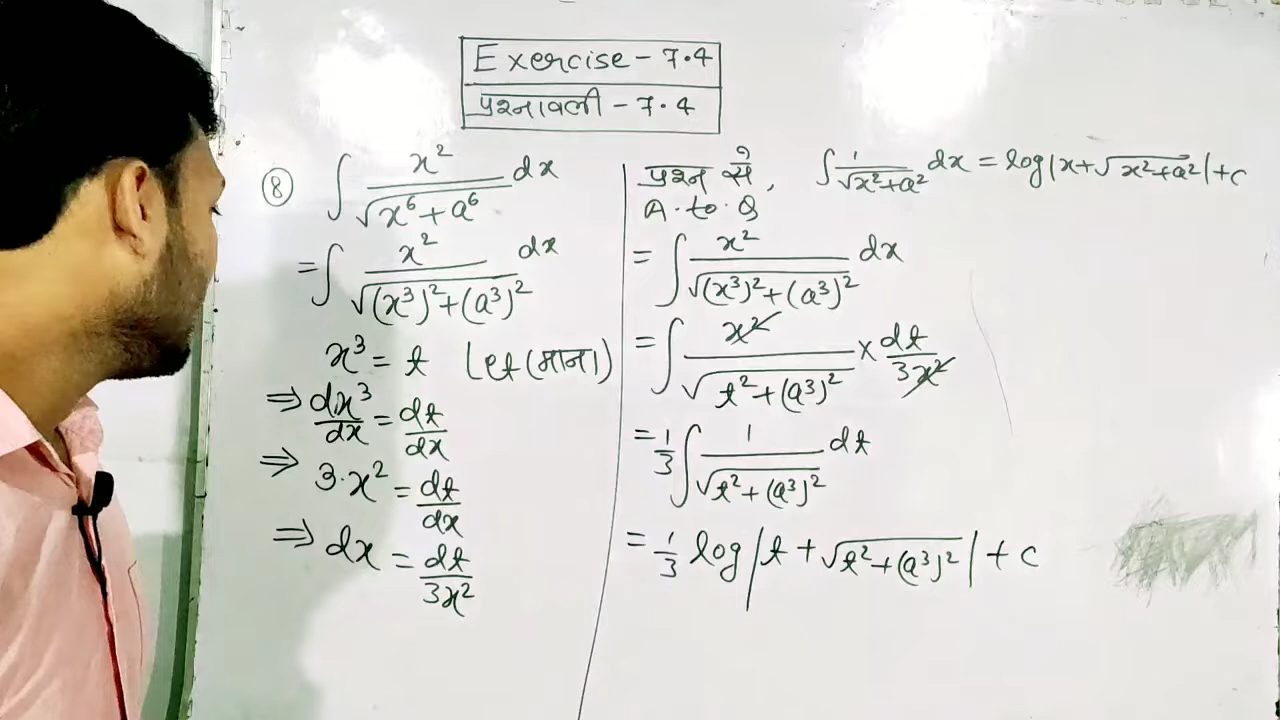 Exercise - 7.4
प्रश्नावली - 7.4
⑧ ∫ x²/√(x⁶+a⁶) dx
= ∫ x²/√((x³)²+(a³)²) dx
x³ = t Let (माना)
⇒ dx³/dx = dt/dx
⇒ 3·x² = dt/dx
⇒ dx = dt/3x²
प्रश्न से, ∫ 1/√(x²+a²) dx = log|x+√(x²+a²)|+c
A. to. Q
= ∫ x²/√((x³)²+(a³)²) dx
= ∫ x²/√(t²+(a³)²) × dt/3x²
= 1/3 ∫ 1/√(t²+(a³)²) dt
= 1/3 log|t+√(t²+(a³)²)|+c